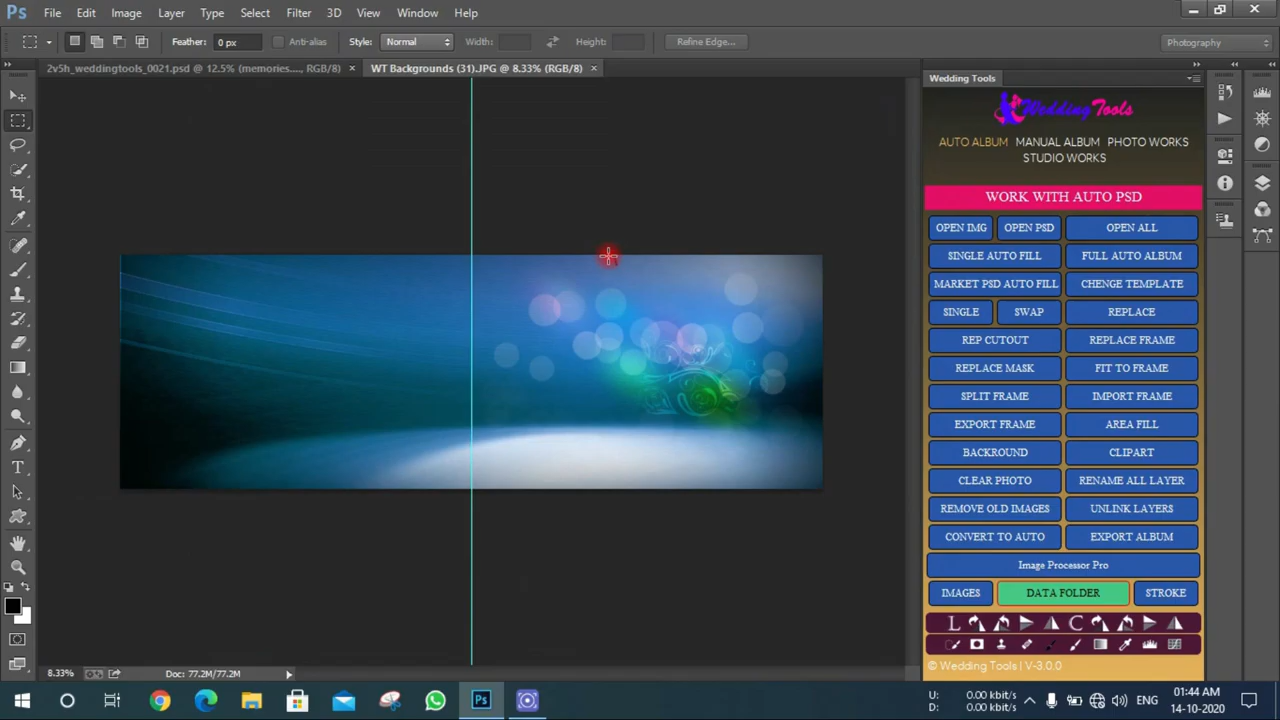 Ps File Edit Image Layer Type Select Filter 3D View Window Help
Feather: 0 px Anti-alias Style: Normal Width: Height: Refine Edge... Photography
2v5h_weddingtools_0021.psd @ 12.5% (memories...., RGB/8) × WT Backgrounds (31).JPG @ 8.33% (RGB/8) ×
Wedding Tools
Wedding Tools
AUTO ALBUM MANUAL ALBUM PHOTO WORKS
STUDIO WORKS
WORK WITH AUTO PSD
OPEN IMG OPEN PSD OPEN ALL
SINGLE AUTO FILL FULL AUTO ALBUM
MARKET PSD AUTO FILL CHENGE TEMPLATE
SINGLE SWAP REPLACE
REP CUTOUT REPLACE FRAME
REPLACE MASK FIT TO FRAME
SPLIT FRAME IMPORT FRAME
EXPORT FRAME AREA FILL
BACKGROUND CLIPART
CLEAR PHOTO RENAME ALL LAYER
REMOVE OLD IMAGES UNLINK LAYERS
CONVERT TO AUTO EXPORT ALBUM
Image Processor Pro
IMAGES DATA FOLDER STROKE
L C
© Wedding Tools | V-3.0.0
8.33% Doc: 77.2M/77.2M
Ps U: 0.00 kbit/s ENG 01:44 AM
D: 0.00 kbit/s 14-10-2020